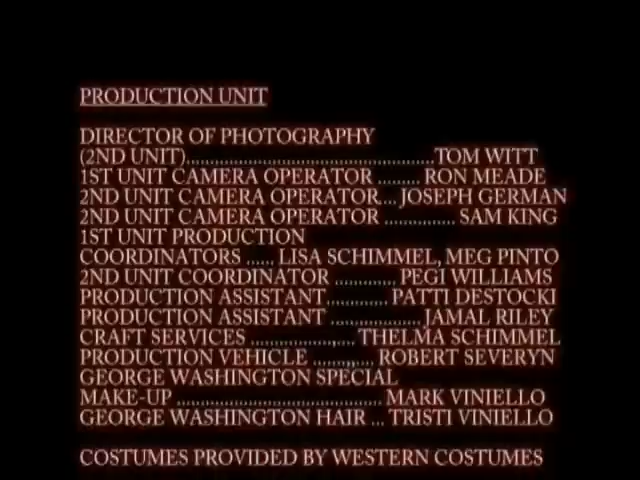 PRODUCTION UNIT
DIRECTOR OF PHOTOGRAPHY
(2ND UNIT)..................................................TOM WITT
1ST UNIT CAMERA OPERATOR ......... RON MEADE
2ND UNIT CAMERA OPERATOR.... JOSEPH GERMAN
2ND UNIT CAMERA OPERATOR ............... SAM KING
1ST UNIT PRODUCTION
COORDINATORS ...... LISA SCHIMMEL, MEG PINTO
2ND UNIT COORDINATOR ............. PEGI WILLIAMS
PRODUCTION ASSISTANT............. PATTI DESTOCKI
PRODUCTION ASSISTANT ...................JAMAL RILEY
CRAFT SERVICES ......................THELMA SCHIMMEL
PRODUCTION VEHICLE ............. ROBERT SEVERYN
GEORGE WASHINGTON SPECIAL
MAKE-UP .......................................... MARK VINIELLO
GEORGE WASHINGTON HAIR ... TRISTI VINIELLO
COSTUMES PROVIDED BY WESTERN COSTUMES